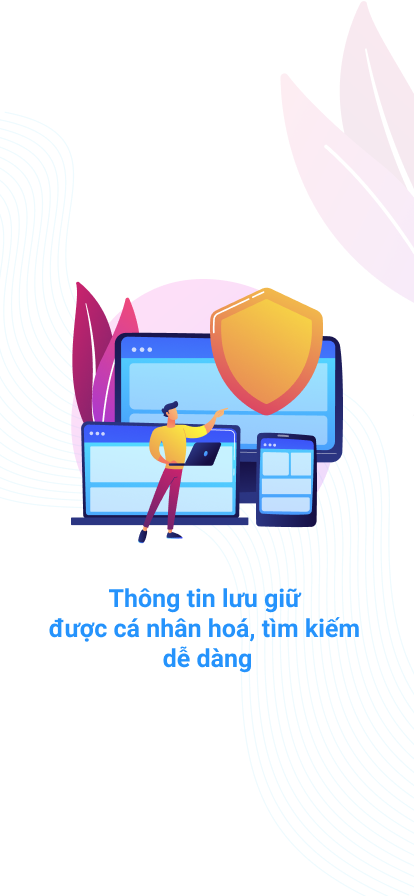 Thông tin lưu giữ
được cá nhân hoá, tìm kiếm
dễ dàng